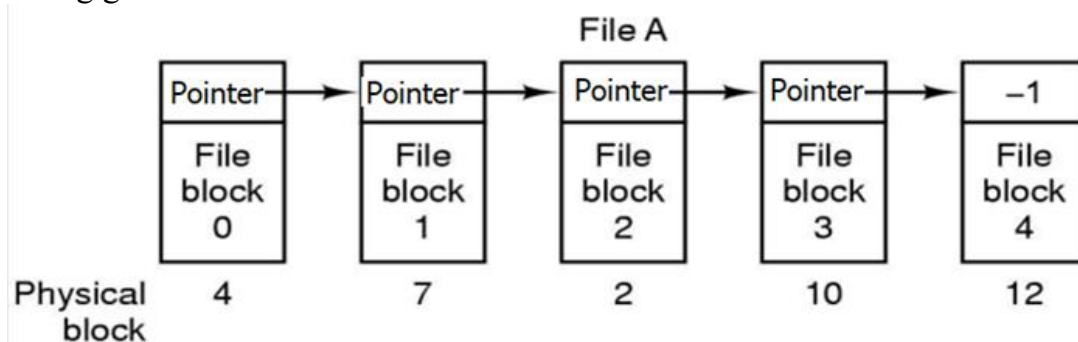 File A
Pointer Pointer Pointer Pointer –1
File File File File File
block block block block block
0 1 2 3 4
Physical 4 7 2 10 12
block